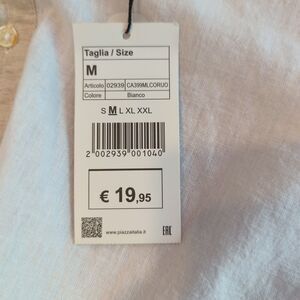 Taglia / Size
M
Articolo 02939 CA399MLCORUO
Colore Bianco
S M L XL XXL
2 002939 001040
€ 19,95
www.piazzaitalia.it EAC